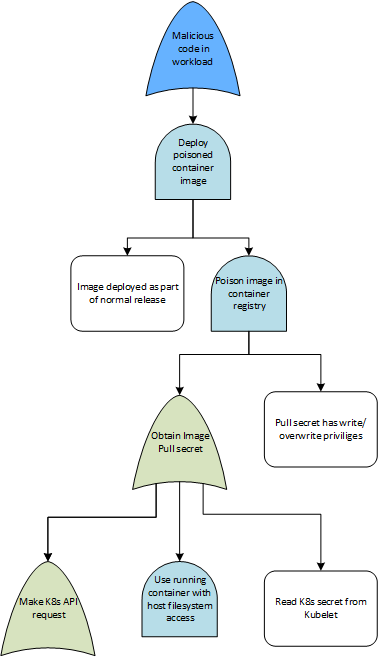 Malicious
code in
workload
Deploy
poisoned
container
image
Image deployed as part
of normal release
Poison image in
container
registry
Obtain Image
Pull secret
Pull secret has write/
overwrite priviliges
Make K8s API
request
Use running
container with
host filesystem
access
Read K8s secret from
Kubelet